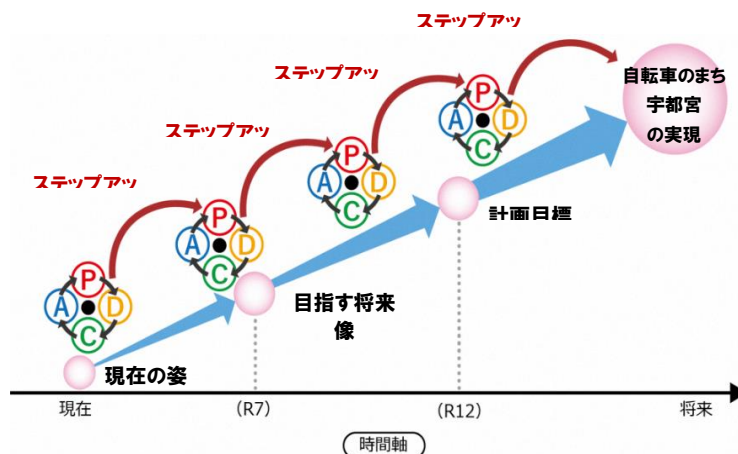 ステップアッ
ステップアッ
ステップアッ
ステップアッ
自転車のまち
宇都宮
の実現
P
A
D
C
P
A
D
C
P
A
D
C
P
A
D
C
計画目標
目指す将来
像
現在の姿
現在
(R7)
(R12)
将来
時間軸